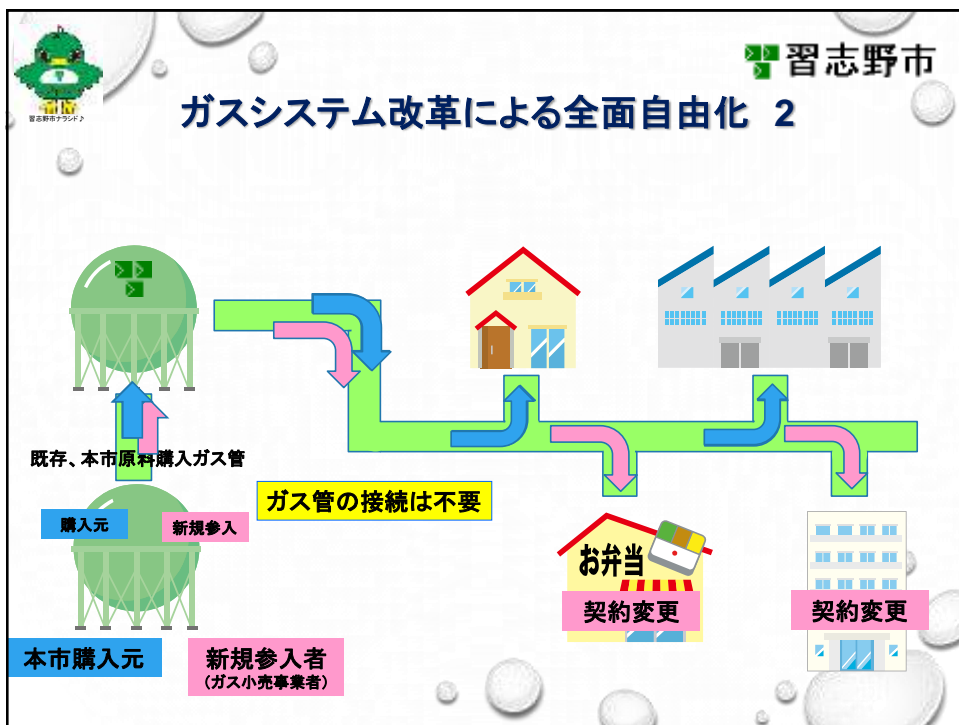 習志野市
習志野市ナラシド♪
ガスシステム改革による全面自由化 2
既存、本市原料購入ガス管
ガス管の接続は不要
購入元
新規参入
お弁当
契約変更
契約変更
本市購入元
新規参入者
(ガス小売事業者)